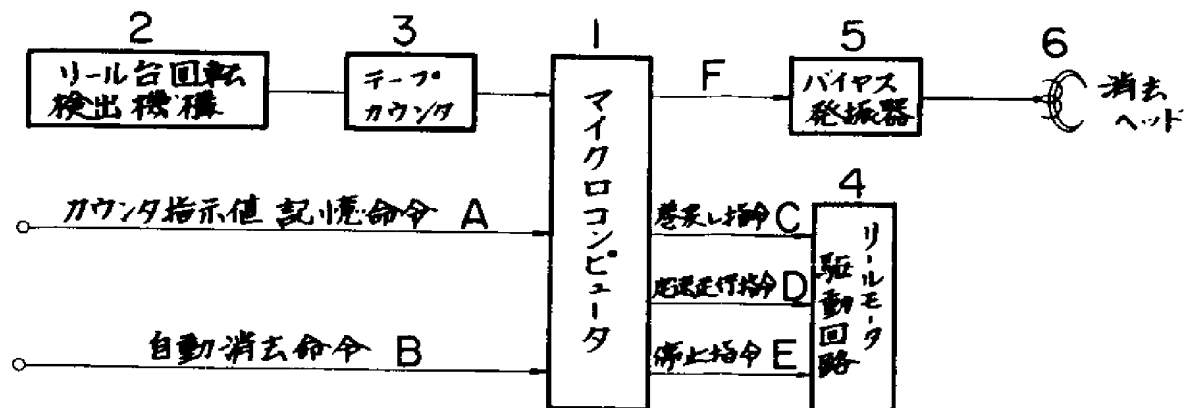 2
リール台回転
検出機構
3
テープ
カウンタ
1
マイクロコンピュータ
F
5
バイヤス
発振器
6
消去
ヘッド
カウンタ指示値 記憶命令 A
自動消去命令 B
巻戻し指令 C
定速走行指令 D
停止指令 E
4
リールモータ
駆動回路